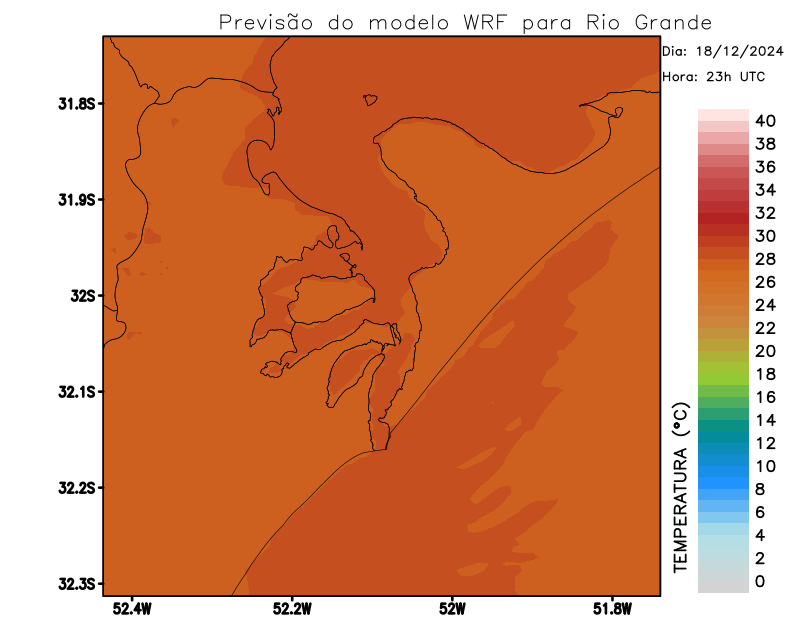 Previsão do modelo WRF para Rio Grande
Dia: 18/12/2024
Hora: 23h UTC
31.8S
31.9S
32S
32.1S
32.2S
32.3S
52.4W
52.2W
52W
51.8W
TEMPERATURA (°C)
40
38
36
34
32
30
28
26
24
22
20
18
16
14
12
10
8
6
4
2
0